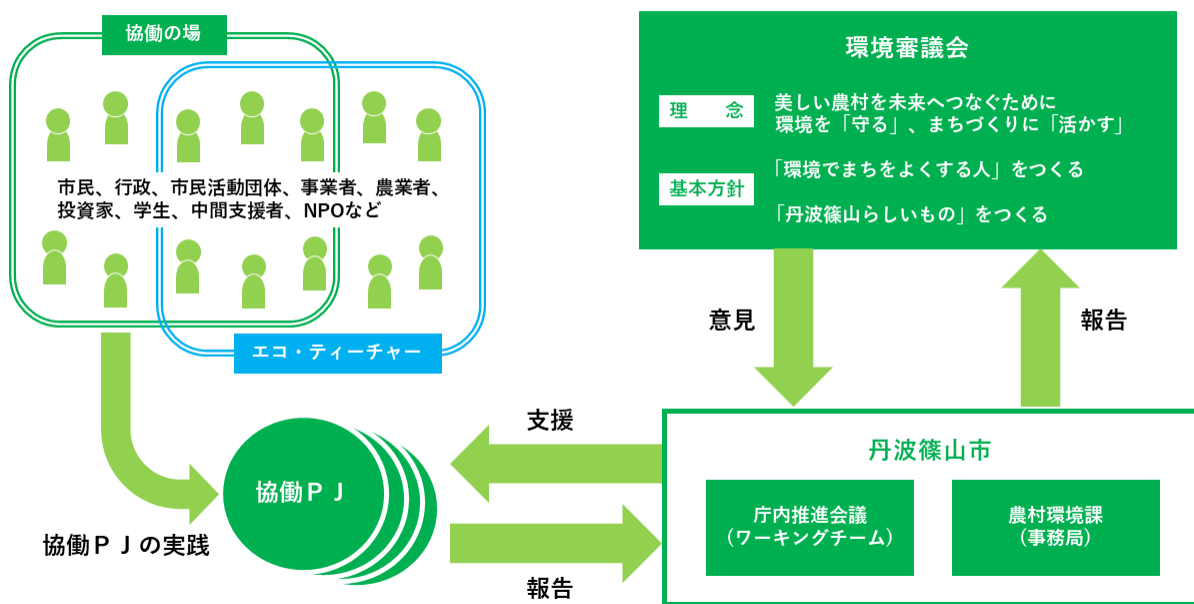 協働の場
市民、行政、市民活動団体、事業者、農業者、
投資家、学生、中間支援者、NPOなど
エコ・ティーチャー
環境審議会
理　念
美しい農村を未来へつなぐために
環境を「守る」、まちづくりに「活かす」
基本方針
「環境でまちをよくする人」をつくる
「丹波篠山らしいもの」をつくる
意見
報告
協働ＰＪの実践
協働ＰＪ
支援
報告
丹波篠山市
庁内推進会議
（ワーキングチーム）
農村環境課
（事務局）